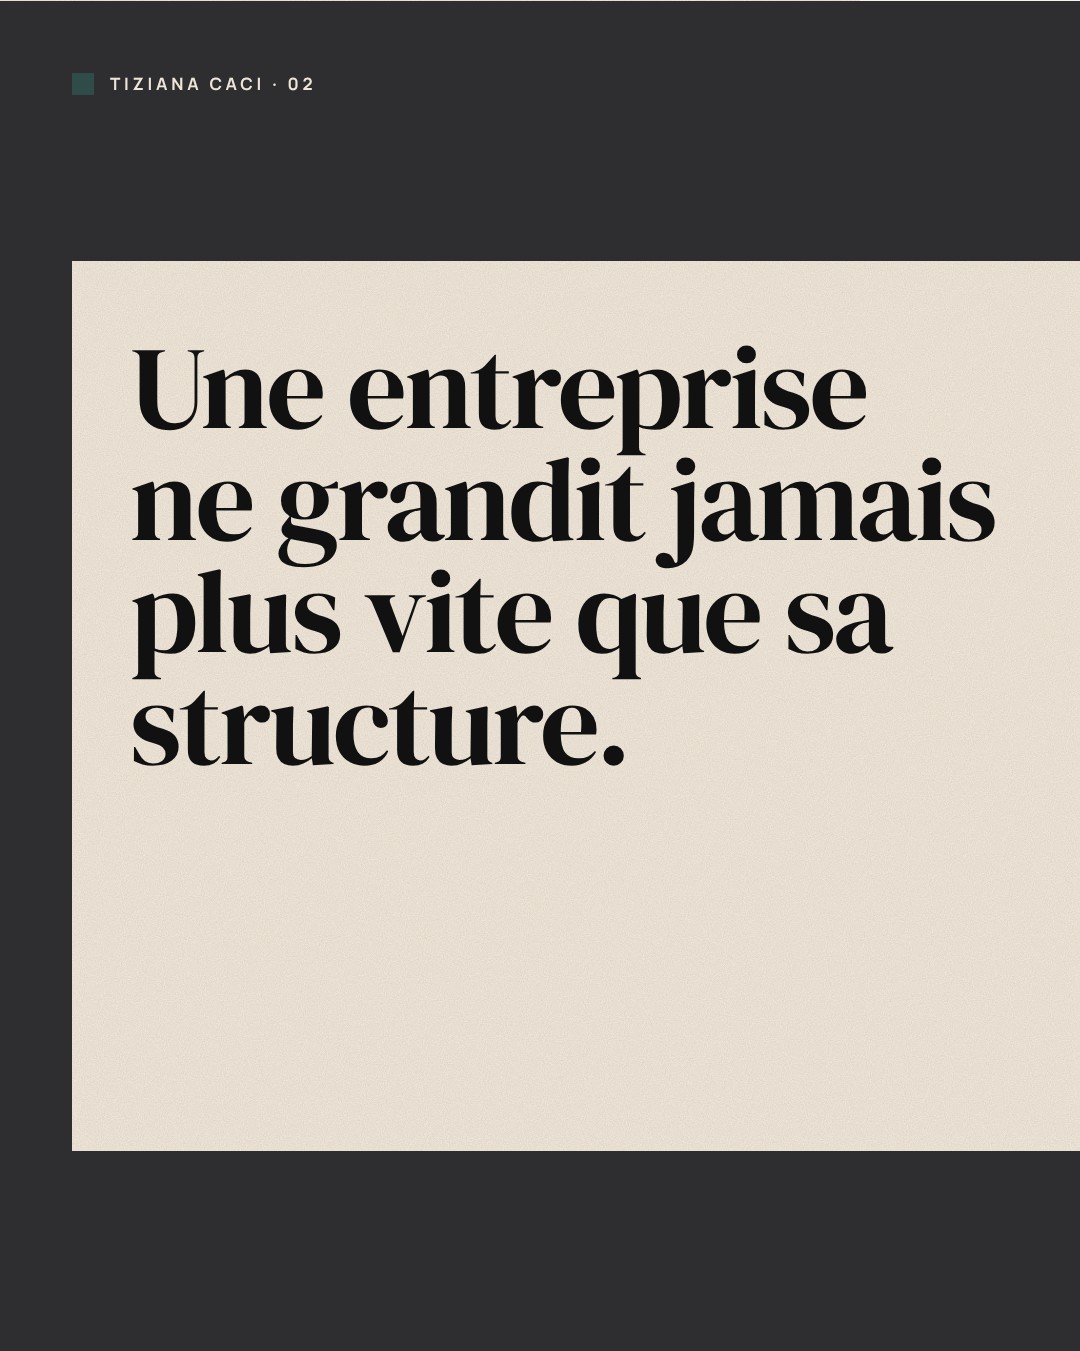 TIZIANA CACI · 02
Une entreprise
ne grandit jamais
plus vite que sa
structure.